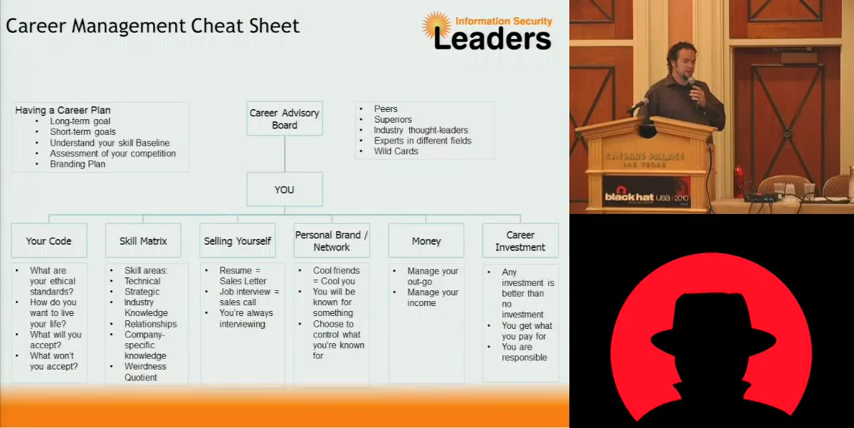 Career Management Cheat Sheet
Information Security
Leaders
Having a Career Plan
• Long-term goal
• Short-term goals
• Understand your skill Baseline
• Assessment of your competition
• Branding Plan
Career Advisory
Board
• Peers
• Superiors
• Industry thought-leaders
• Experts in different fields
• Wild Cards
YOU
Your Code
• What are
your ethical
standards?
• How do you
want to live
your life?
• What will you
accept?
• What won't
you accept?
Skill Matrix
• Skill areas:
• Technical
• Strategic
• Industry
Knowledge
• Relationships
• Company-
specific
knowledge
• Weirdness
Quotient
Selling Yourself
• Resume =
Sales Letter
• Job interview =
sales call
• You're always
interviewing
Personal Brand /
Network
• Cool friends
= Cool you
• You will be
known for
something
• Choose to
control what
you're known
for
Money
• Manage your
out-go
• Manage your
income
Career
Investment
• Any
investment is
better than
no
investment
• You get what
you pay for
• You are
responsible
CAESARS PALACE
LAS VEGAS
black hat USA 2010